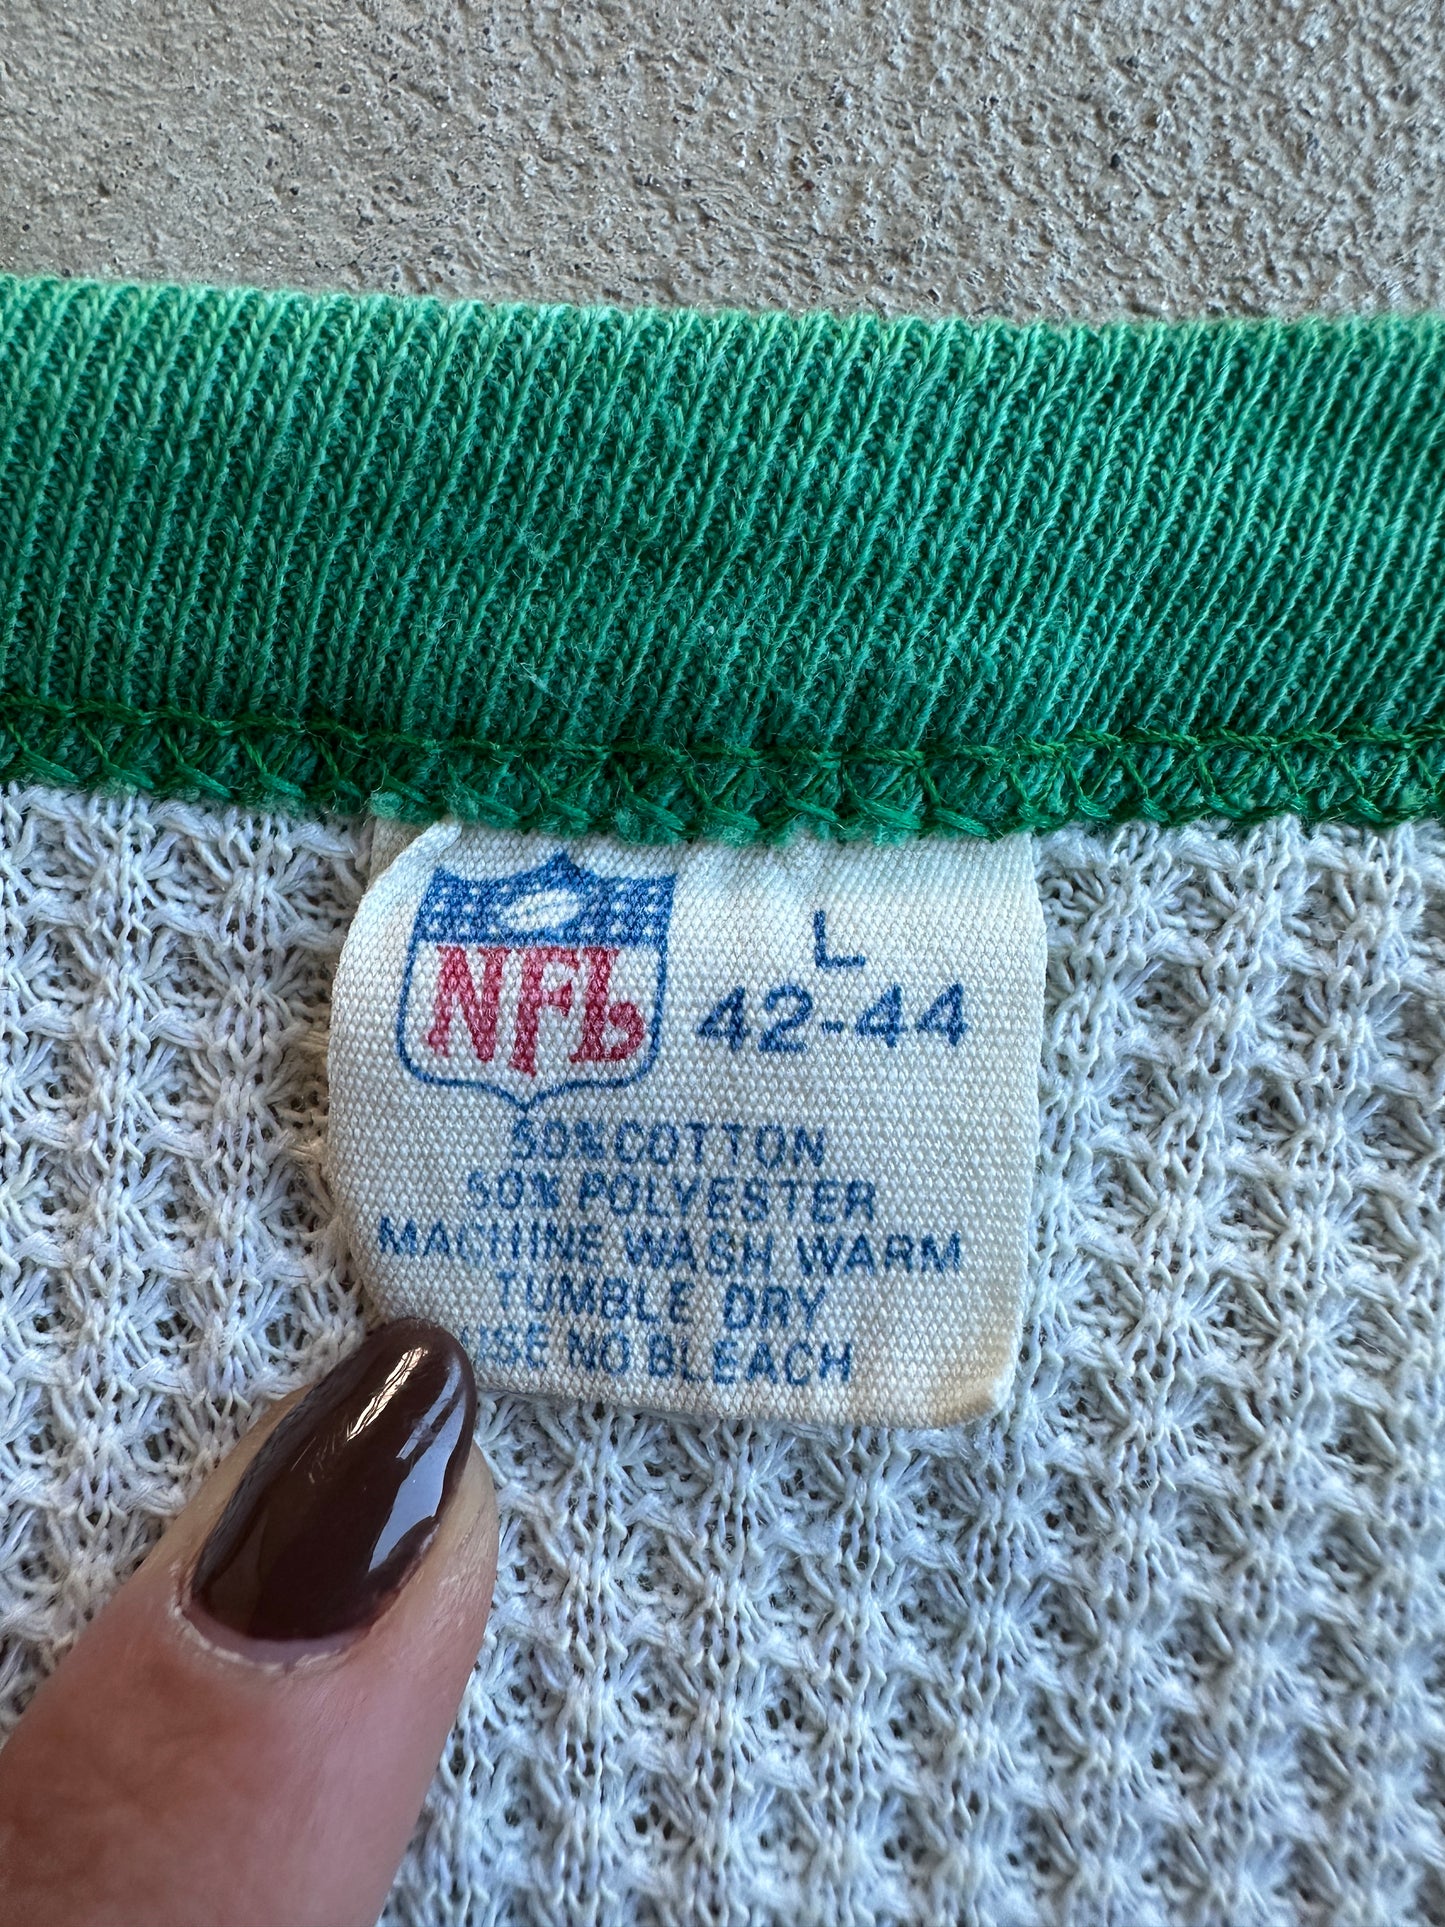 NFL
L
42-44
50% COTTON
50% POLYESTER
MACHINE WASH WARM
TUMBLE DRY
USE NO BLEACH